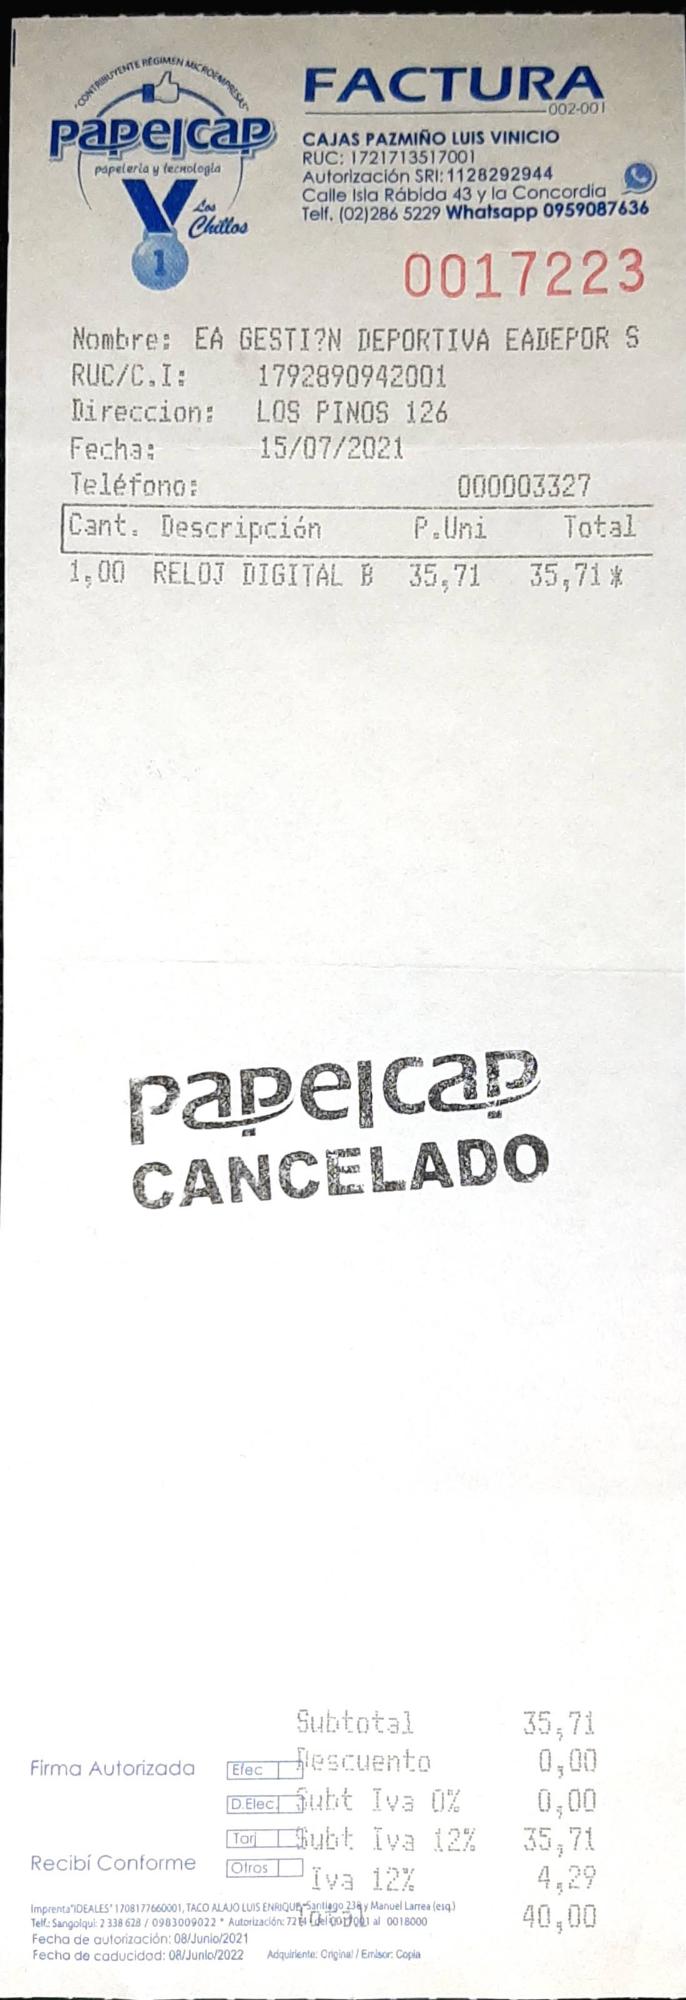 "CONTRIBUYENTE RÉGIMEN MICROEMPRESAS"
papelcap
papelería y tecnología
Los Chillos
1
FACTURA
002-001
CAJAS PAZMIÑO LUIS VINICIO
RUC: 1721713517001
Autorización SRI: 1128292944
Calle Isla Rábida 43 y la Concordia
Telf. (02)286 5229 Whatsapp 0959087636
0017223
Nombre: EA GESTI?N DEPORTIVA EADEPOR S
RUC/C.I: 1792890942001
Direccion: LOS PINOS 126
Fecha: 15/07/2021
Teléfono: 000003327
Cant. Descripción P.Uni Total
1,00 RELOJ DIGITAL B 35,71 35,71*
papelcap
CANCELADO
Subtotal 35,71
Firma Autorizada Efec Descuento 0,00
D.Elec Subt Iva 0% 0,00
Tarj Subt Iva 12% 35,71
Recibí Conforme Otros Iva 12% 4,29
Total 40,00
Imprenta"IDEALES" 1708177660001, TACO ALAJO LUIS ENRIQUE Santiago y Manuel Larrea (esq.)
Telf.: Sangolquí: 2 338 628 / 0983009022 * Autorización: del 0017001 al 0018000
Fecha de autorización: 08/Junio/2021
Fecha de caducidad: 08/Junio/2022 Adquiriente: Original / Emisor: Copia